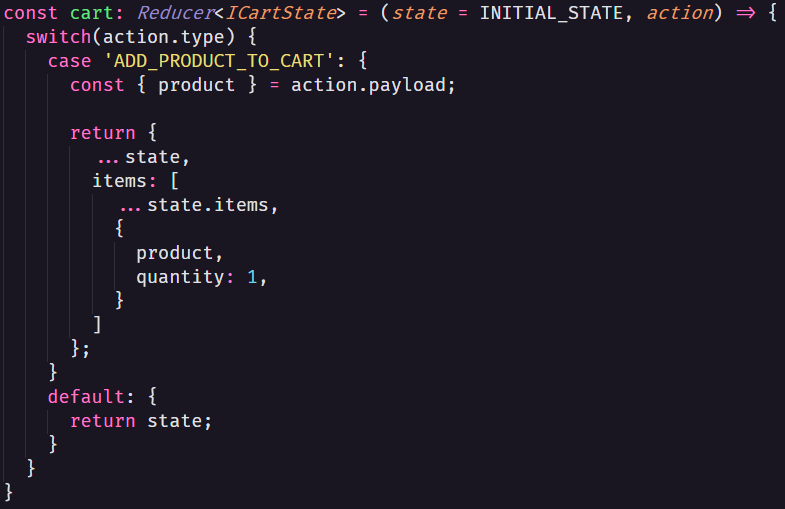 const cart: Reducer<ICartState> = (state = INITIAL_STATE, action) => {
  switch(action.type) {
    case 'ADD_PRODUCT_TO_CART': {
      const { product } = action.payload;

      return {
        ...state,
        items: [
          ...state.items,
          {
            product,
            quantity: 1,
          }
        ]
      };
    }
    default: {
      return state;
    }
  }
}